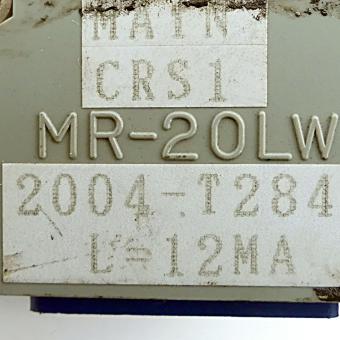 MAIN
CRS1
MR-20LW
2004-T284
L=12MA